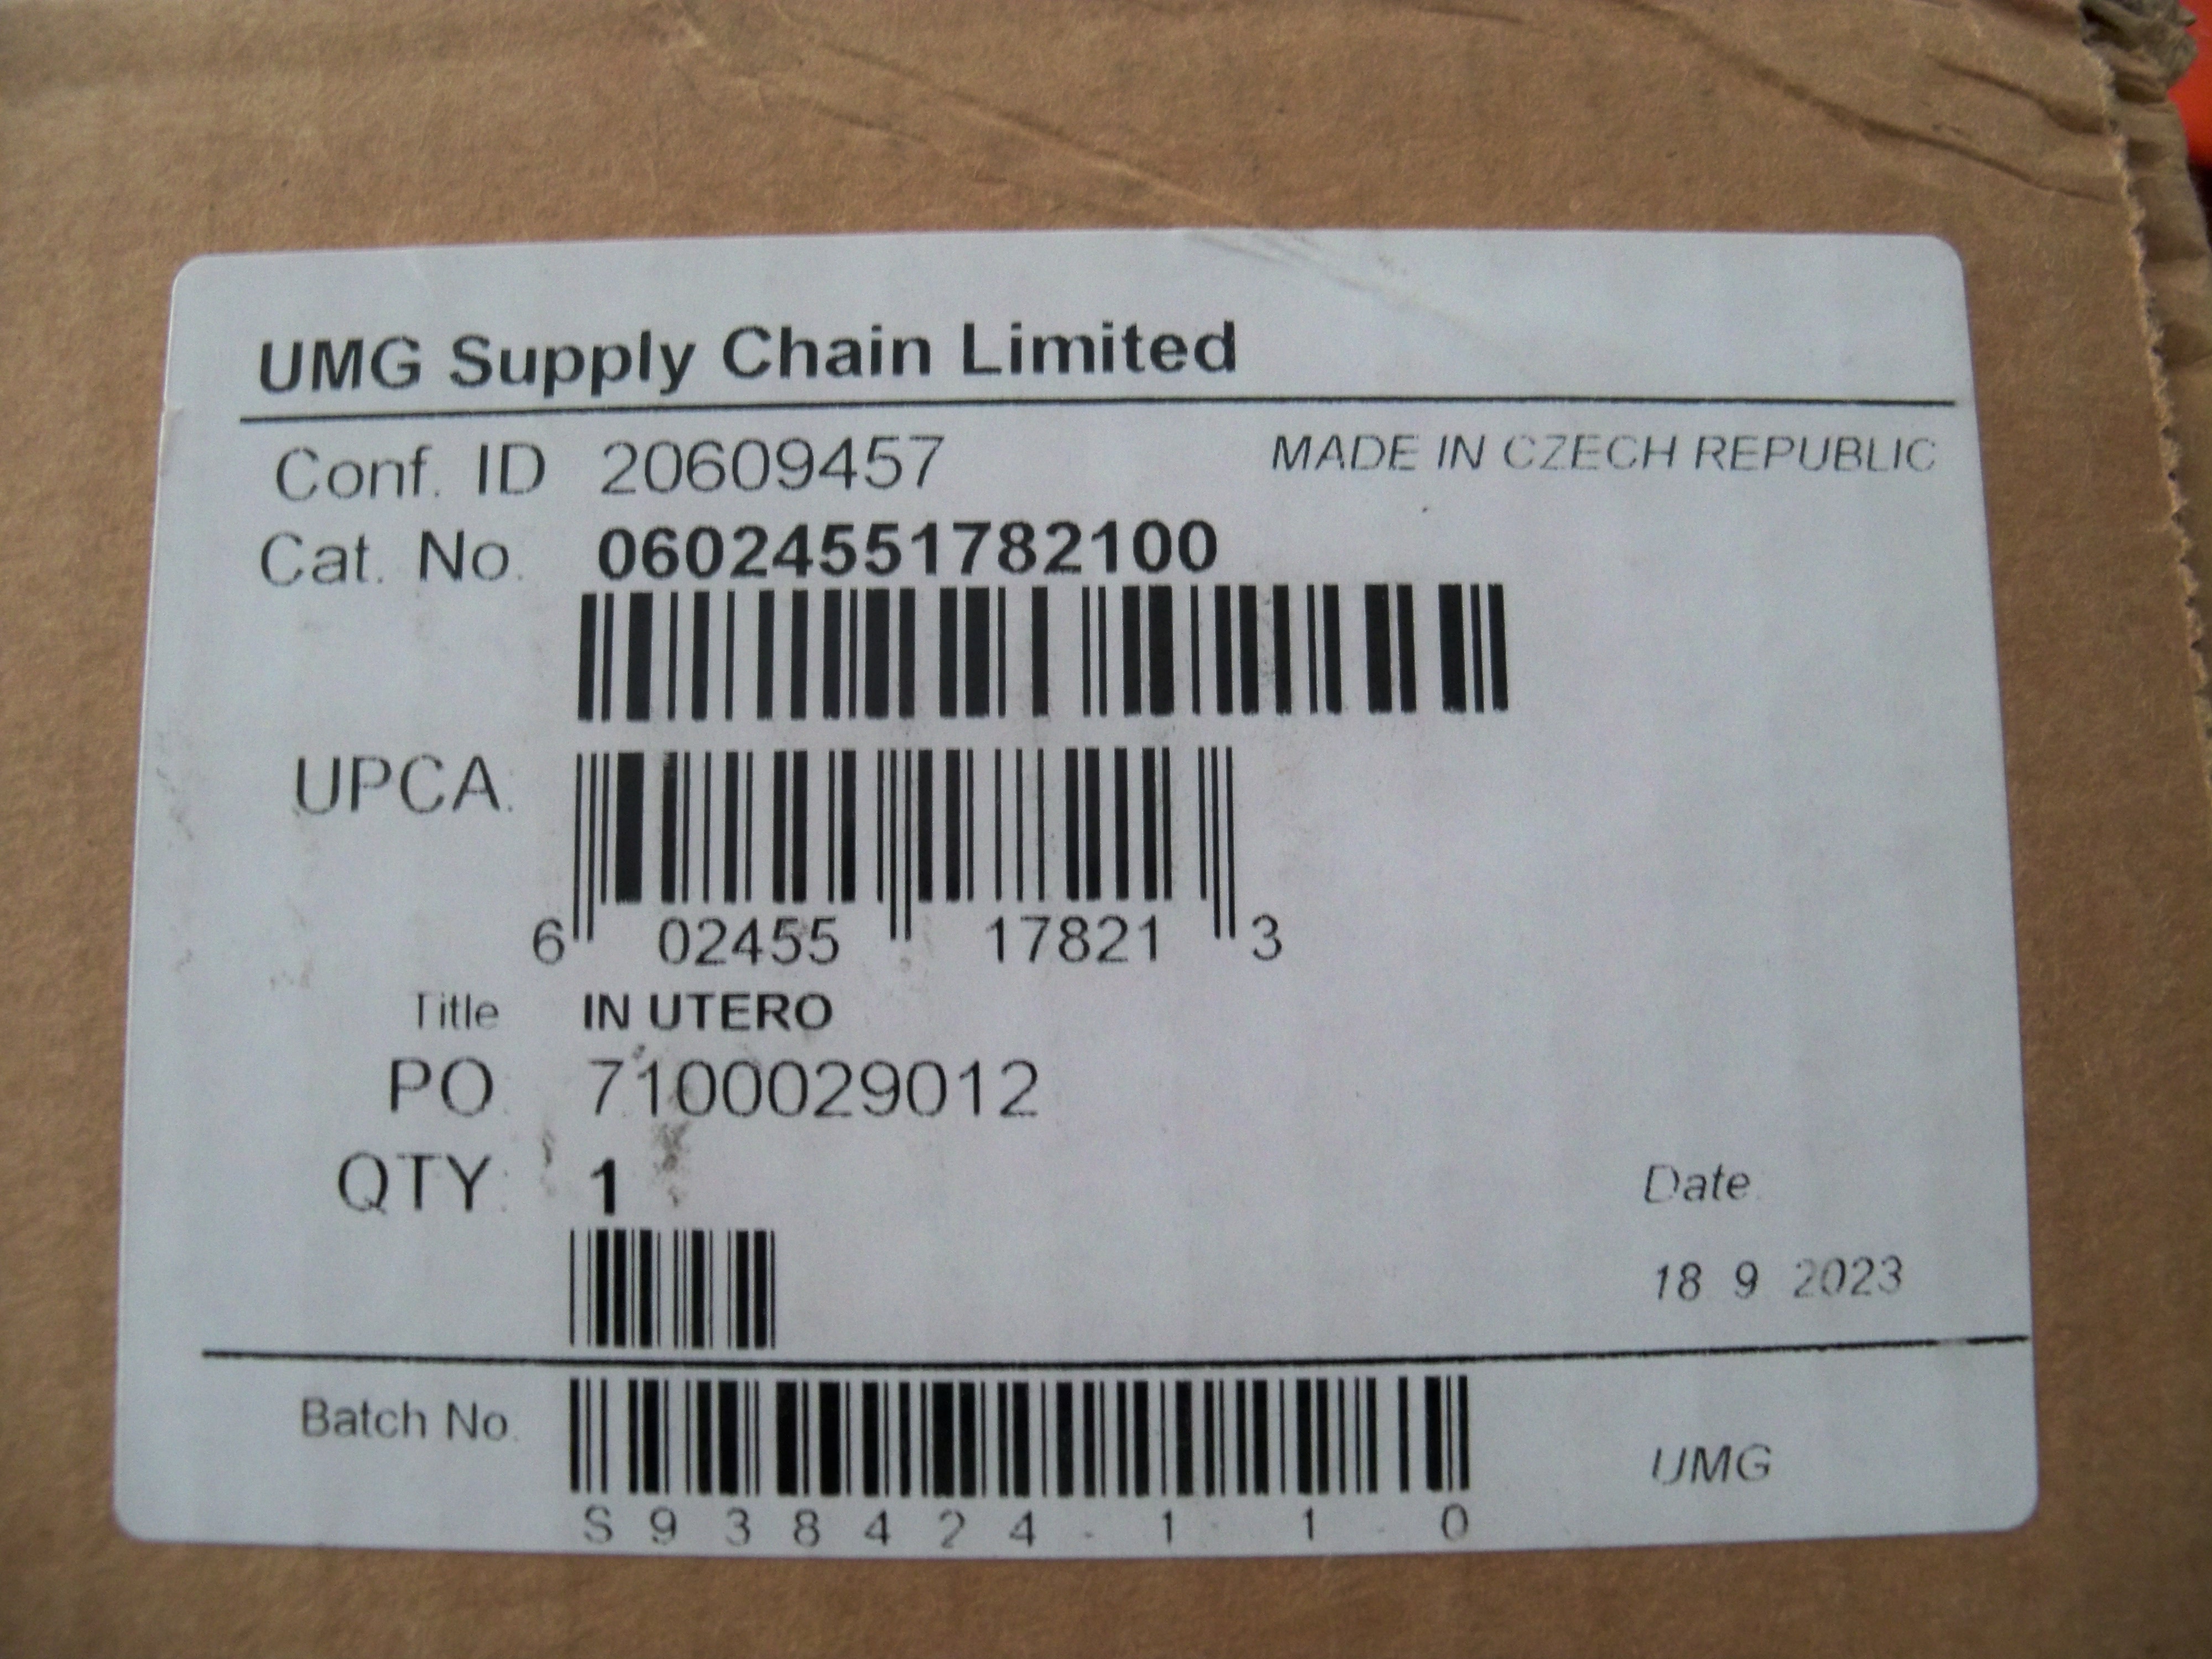 UMG Supply Chain Limited
Conf. ID 20609457
MADE IN CZECH REPUBLIC
Cat. No. 06024551782100
UPCA:
6 02455 17821 3
Title IN UTERO
PO 7100029012
QTY: 1
Date
18 9 2023
Batch No.
S938424-1 1 0
UMG